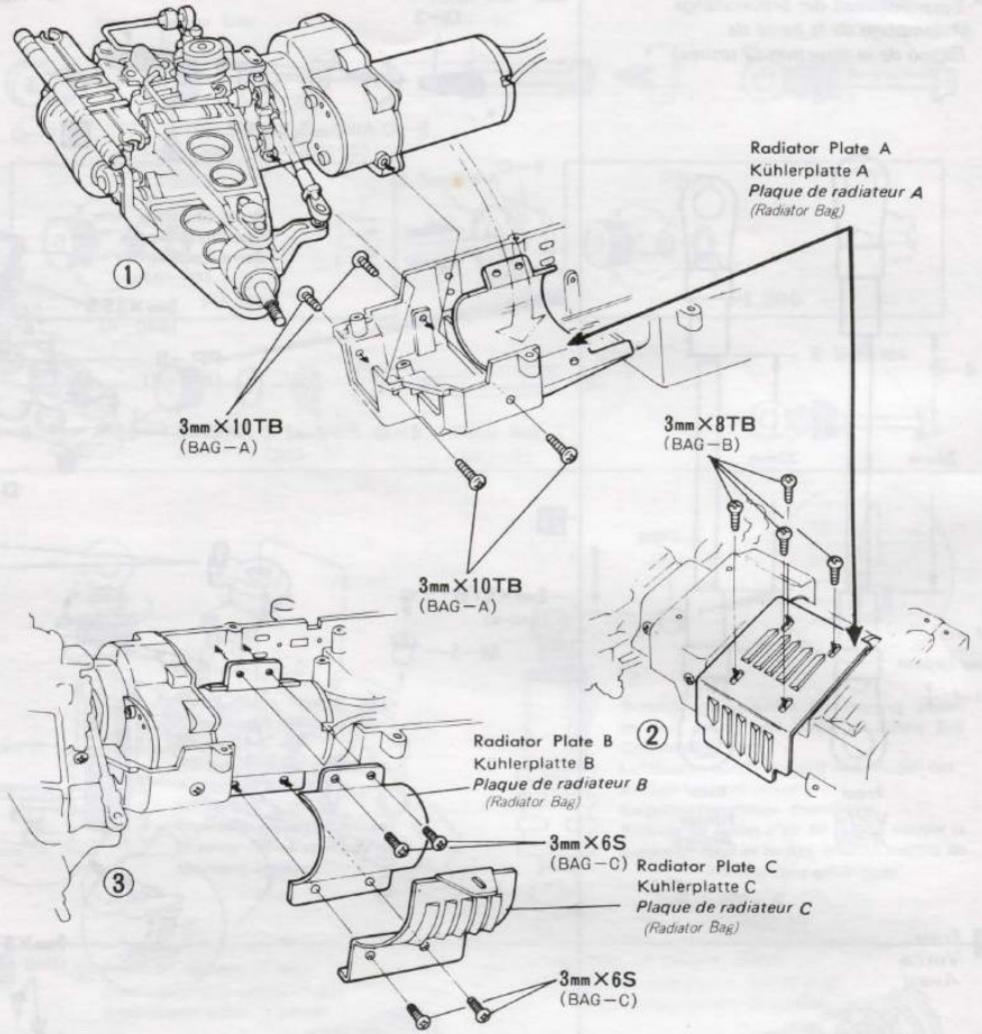 Radiator Plate A
Kühlerplatte A
Plaque de radiateur A
(Radiator Bag)
①
3mm×10TB
(BAG-A)
3mm×8TB
(BAG-B)
3mm×10TB
(BAG-A)
②
Radiator Plate B
Kühlerplatte B
Plaque de radiateur B
(Radiator Bag)
3mm×6S
(BAG-C)
Radiator Plate C
Kühlerplatte C
Plaque de radiateur C
(Radiator Bag)
③
3mm×6S
(BAG-C)